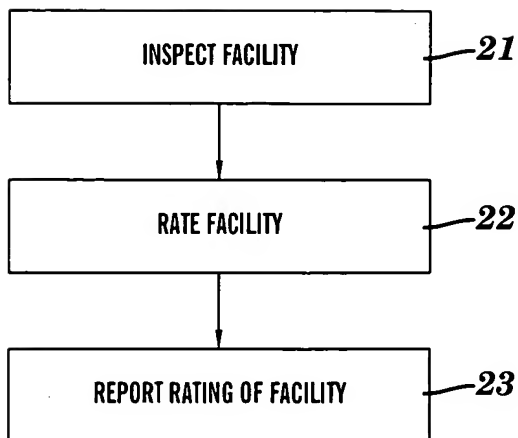 INSPECT FACILITY 21
RATE FACILITY 22
REPORT RATING OF FACILITY 23